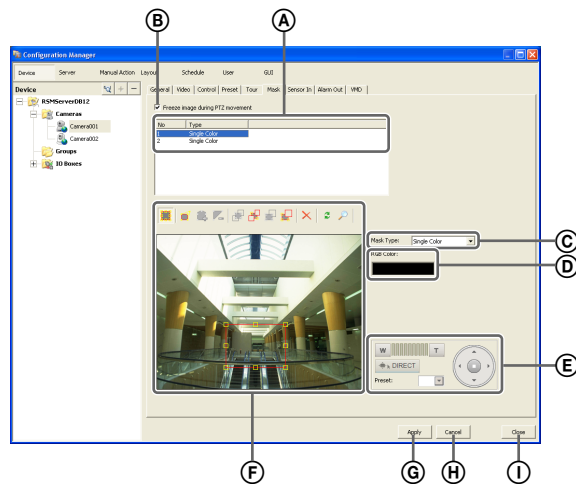 B A
Configuration Manager
Device Server Manual Action Layout Schedule User GUI
Device
General Video Control Preset Tour Mask Sensor In Alarm Out VMD
RSMServerDB12
Cameras
Camera001
Camera002
Groups
IO Boxes
Freeze image during PTZ movement
No Type
1 Single Color
2 Single Color
Mask Type: Single Color
C
RGB Color:
D
W T
DIRECT
Preset:
E
Apply Cancel Close
F G H I